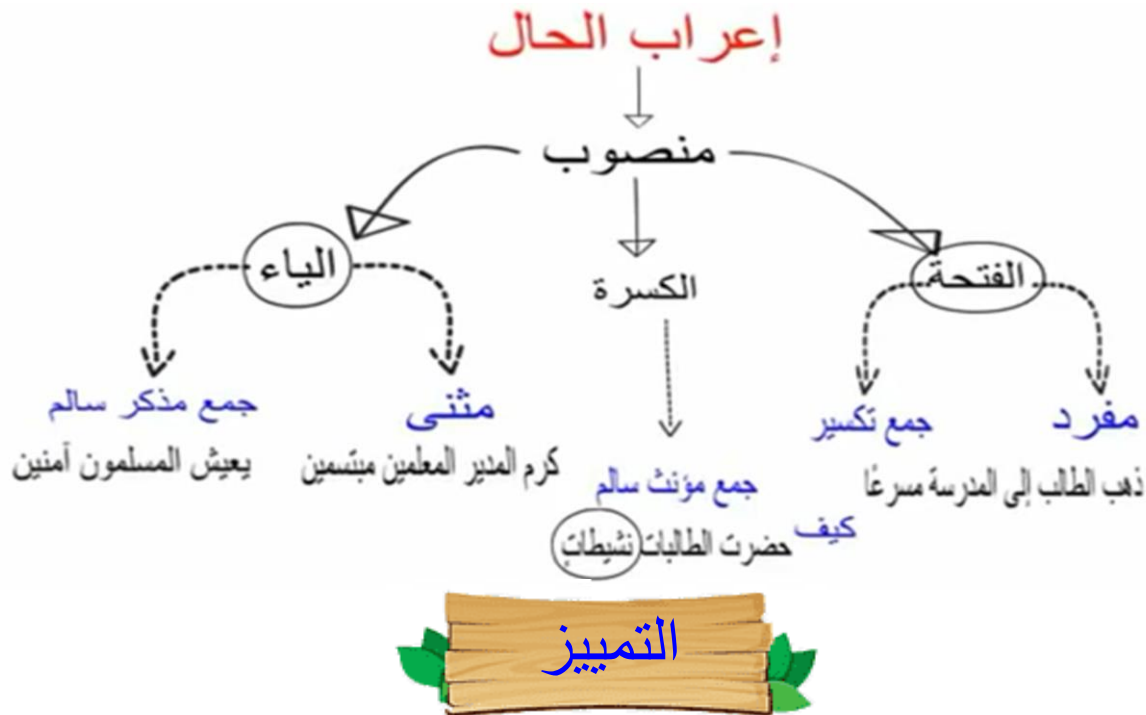 إعراب الحال
منصوب
الفتحة
الكسرة
الياء
مفرد
جمع تكسير
ذهب الطالب إلى المدرسة مسرعًا
جمع مؤنث سالم
كيف حضرت الطالبات نشيطاتٍ
مثنى
كرم المدير المعلمين مبتسمين
جمع مذكر سالم
يعيش المسلمون آمنين
التمييز